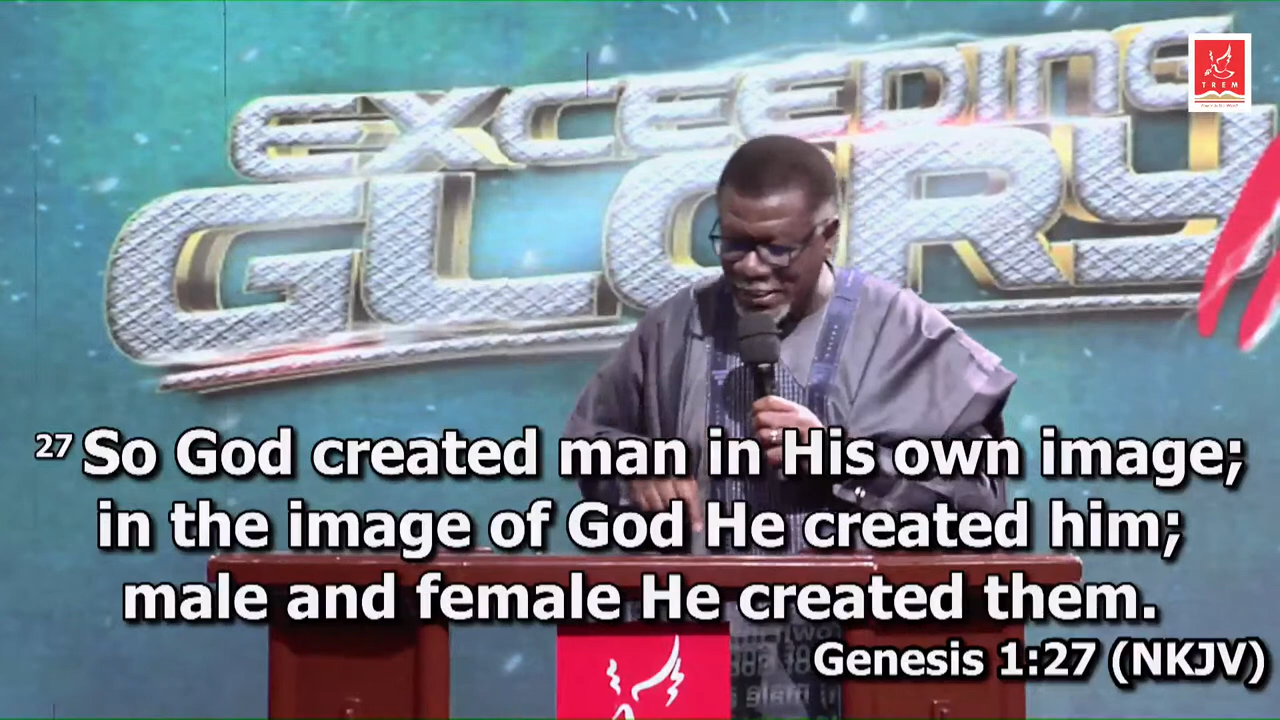 EXCEEDING
GLORY
TREM
27 So God created man in His own image;
in the image of God He created him;
male and female He created them.
Genesis 1:27 (NKJV)